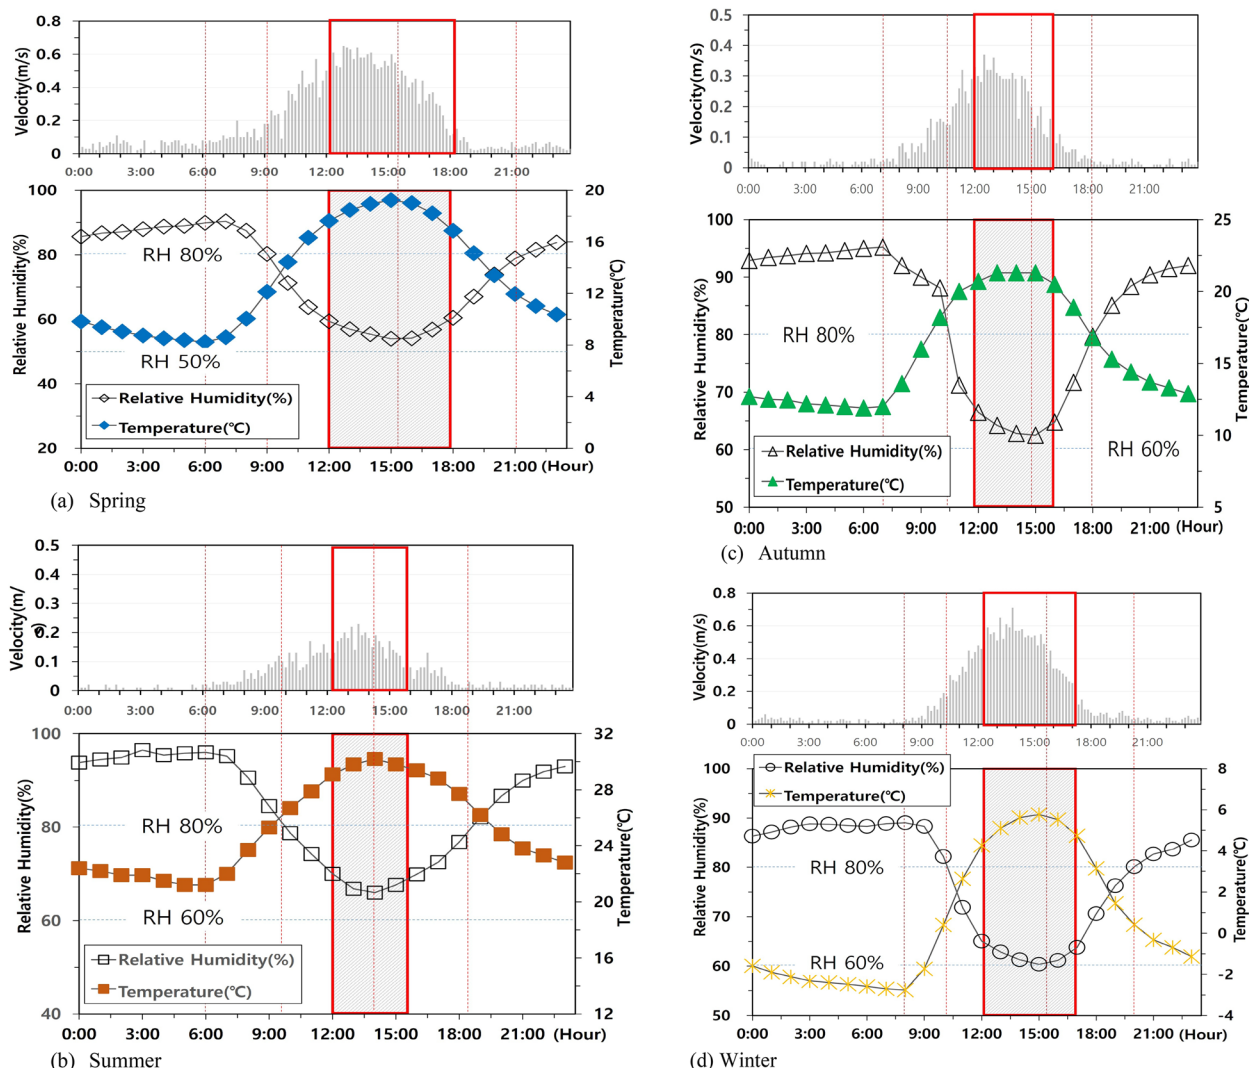 0.8
0.6
0.4
0.2
0
Velocity(m/s)
0:00 3:00 6:00 9:00 12:00 15:00 18:00 21:00
100
80
60
40
20
Relative Humidity(%)
20
16
12
8
4
0
Temperature(℃)
RH 80%
RH 50%
Relative Humidity(%)
Temperature(℃)
0:00 3:00 6:00 9:00 12:00 15:00 18:00 21:00 (Hour)
(a) Spring
0.5
0.4
0.3
0.2
0.1
0
Velocity(m/
s)
0:00 3:00 6:00 9:00 12:00 15:00 18:00 21:00
100
80
60
40
Relative Humidity(%)
32
28
24
20
16
12
Temperature(℃)
RH 80%
RH 60%
Relative Humidity(%)
Temperature(℃)
0:00 3:00 6:00 9:00 12:00 15:00 18:00 21:00 (Hour)
(b) Summer
0.5
0.4
0.3
0.2
0.1
0
Velocity(m/s)
0:00 3:00 6:00 9:00 12:00 15:00 18:00 21:00
100
90
80
70
60
50
Relative Humidity(%)
25
20
15
10
5
Temperature(℃)
RH 80%
RH 60%
Relative Humidity(%)
Temperature(℃)
0:00 3:00 6:00 9:00 12:00 15:00 18:00 21:00 (Hour)
(c) Autumn
0.8
0.6
0.4
0.2
0
Velocity(m/s)
0:00 3:00 6:00 9:00 12:00 15:00 18:00 21:00
100
90
80
70
60
50
Relative Humidity(%)
8
6
4
2
0
-2
-4
Temperature(℃)
Relative Humidity(%)
Temperature(℃)
RH 80%
RH 60%
0:00 3:00 6:00 9:00 12:00 15:00 18:00 21:00 (Hour)
(d) Winter